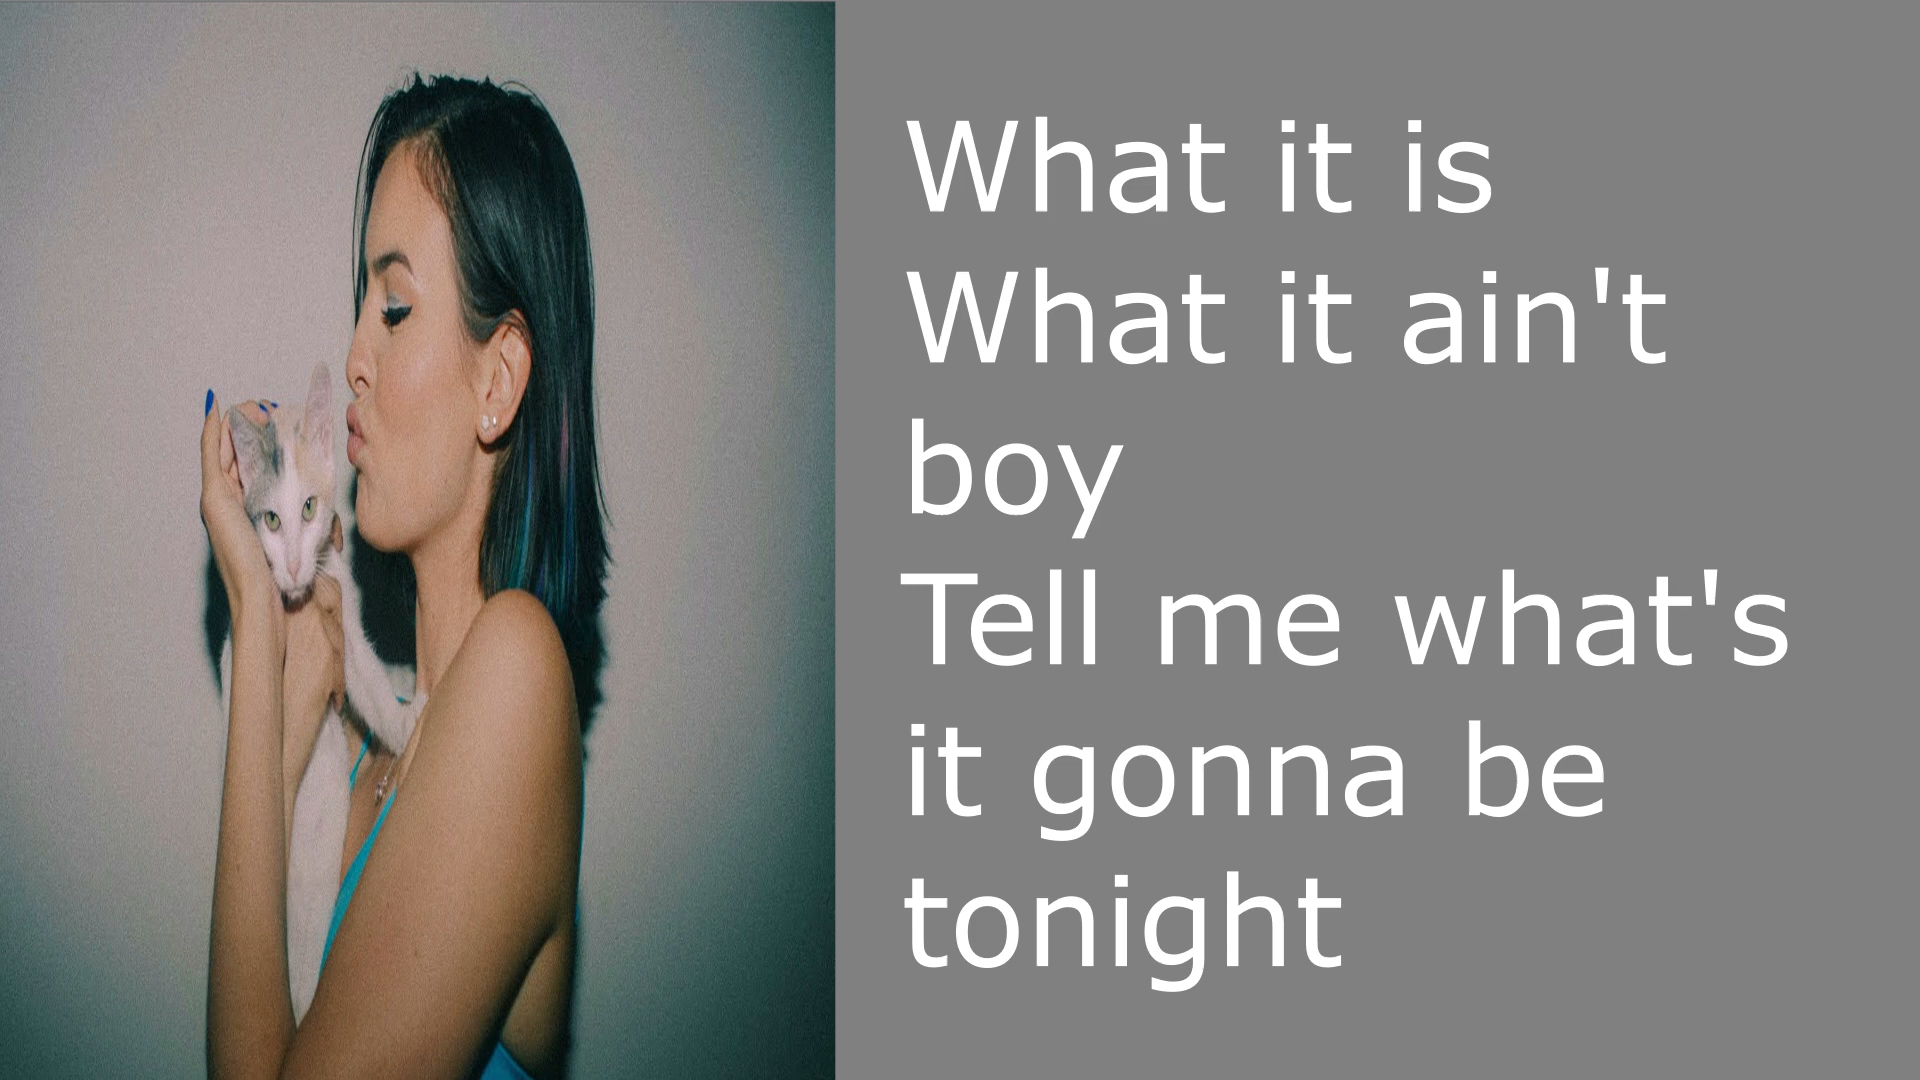 What it is
What it ain't
boy
Tell me what's
it gonna be
tonight